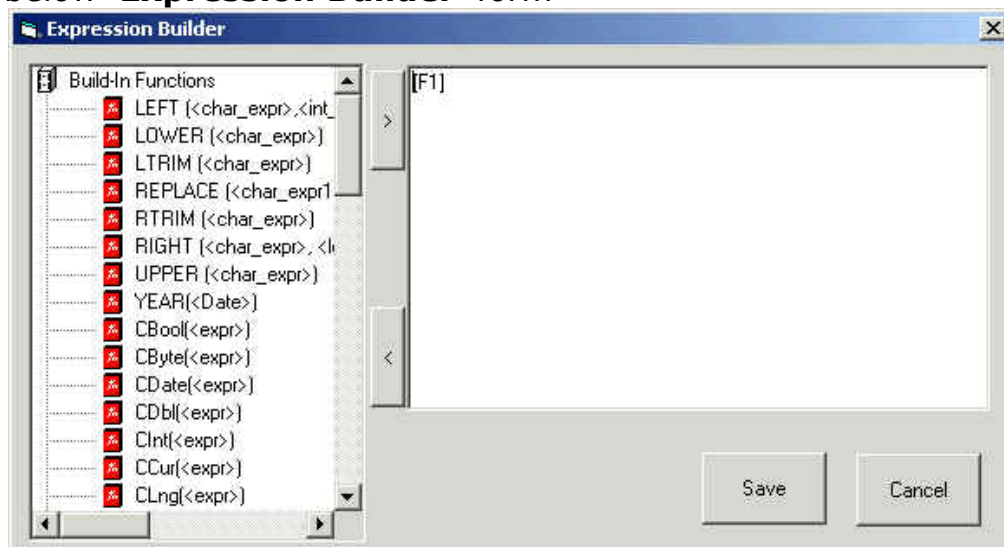 below "Expression Builder" form
Expression Builder
Build-In Functions
LEFT (<char_expr>,<int_
LOWER (<char_expr>)
LTRIM (<char_expr>)
REPLACE (<char_expr1
RTRIM (<char_expr>)
RIGHT (<char_expr>, <I
UPPER (<char_expr>)
YEAR(<Date>)
CBool(<expr>)
CByte(<expr>)
CDate(<expr>)
CDbl(<expr>)
CInt(<expr>)
CCur(<expr>)
CLng(<expr>)
>
<
[F1]
Save Cancel